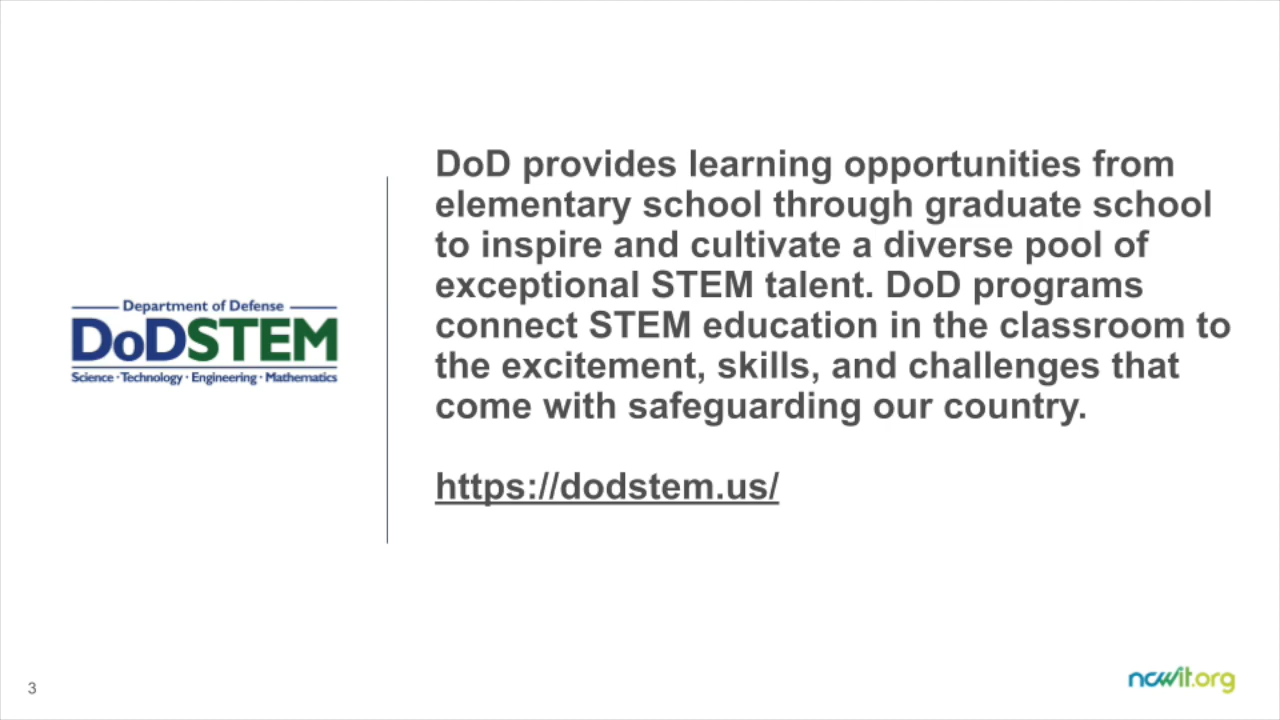 Department of Defense
DoDSTEM
Science · Technology · Engineering · Mathematics
DoD provides learning opportunities from
elementary school through graduate school
to inspire and cultivate a diverse pool of
exceptional STEM talent. DoD programs
connect STEM education in the classroom to
the excitement, skills, and challenges that
come with safeguarding our country.
https://dodstem.us/
3
ncwit.org